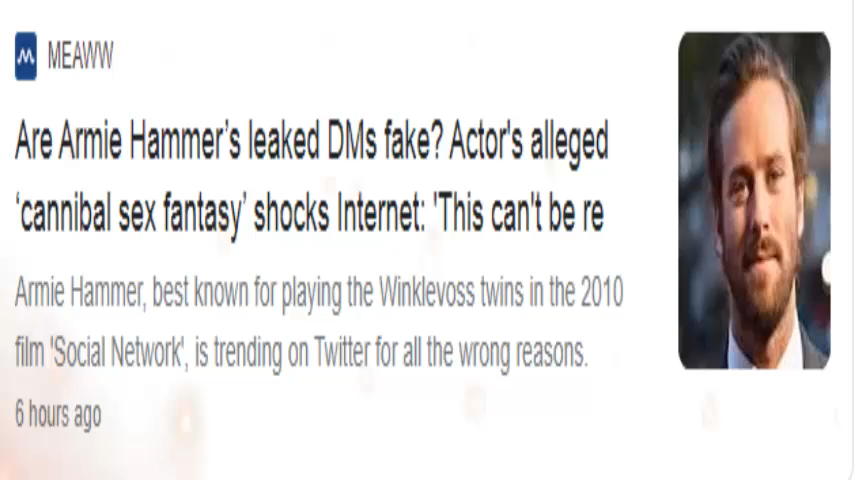 MEAWW
Are Armie Hammer’s leaked DMs fake? Actor's alleged
‘cannibal sex fantasy’ shocks Internet: 'This can't be re
Armie Hammer, best known for playing the Winklevoss twins in the 2010
film 'Social Network', is trending on Twitter for all the wrong reasons.
6 hours ago